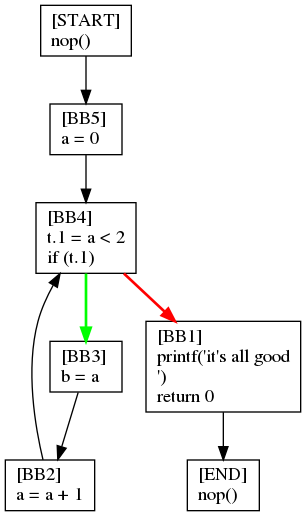 [START]
nop()
[BB5]
a = 0
[BB4]
t.1 = a < 2
if (t.1)
[BB3]
b = a
[BB1]
printf('it's all good
')
return 0
[BB2]
a = a + 1
[END]
nop()